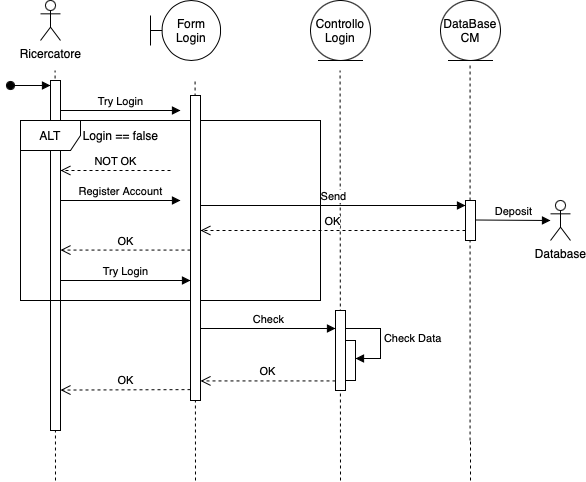 Ricercatore
Form
Login
Controllo
Login
DataBase
CM
Try Login
ALT
Login == false
NOT OK
Register Account
Send
Deposit
OK
Database
OK
Try Login
Check
Check Data
OK
OK